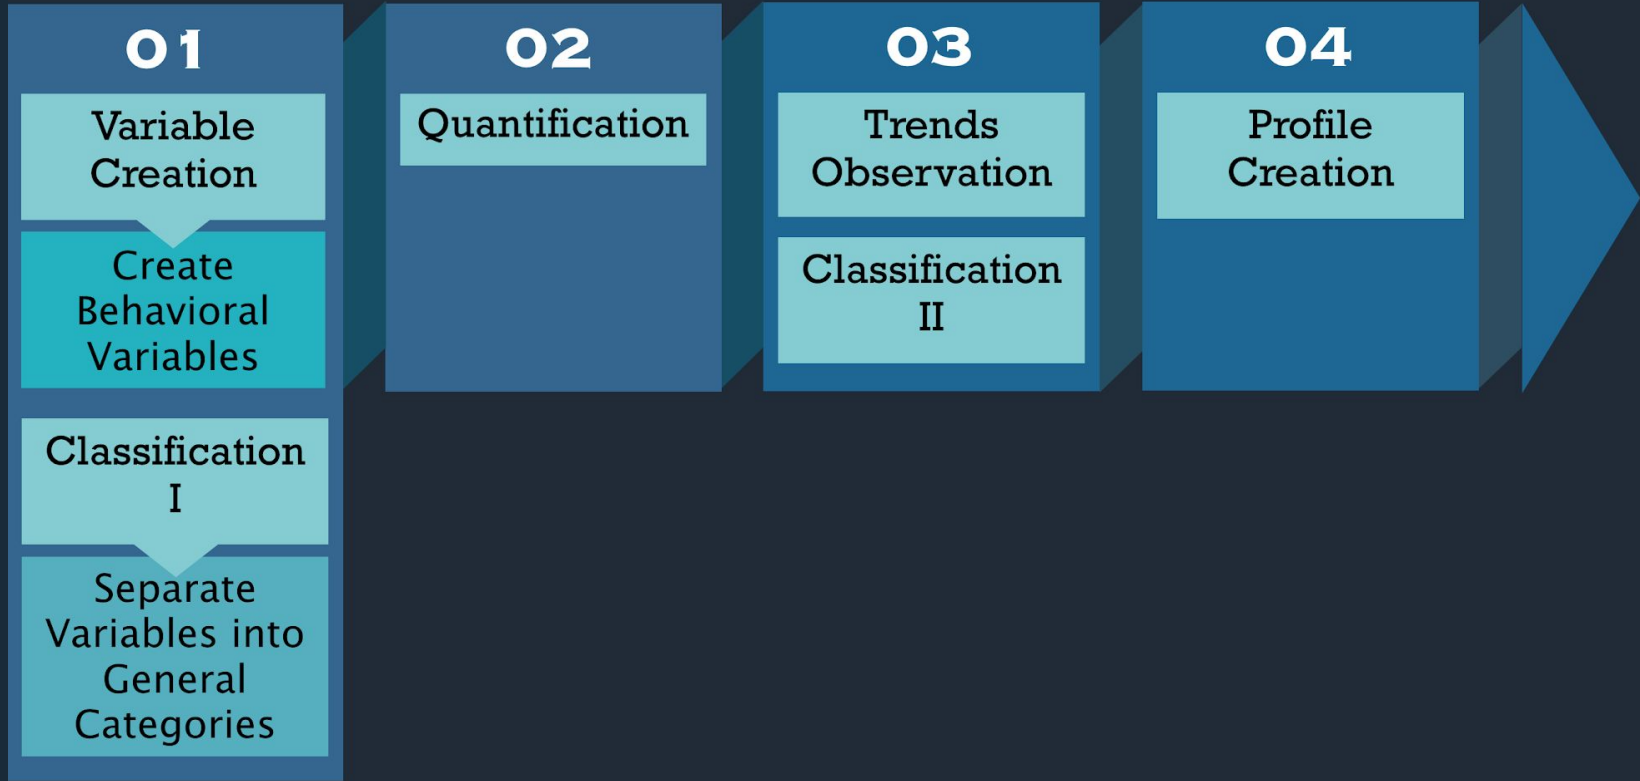 01
Variable
Creation
Create
Behavioral
Variables
Classification
I
Separate
Variables into
General
Categories
02
Quantification
03
Trends
Observation
Classification
II
04
Profile
Creation